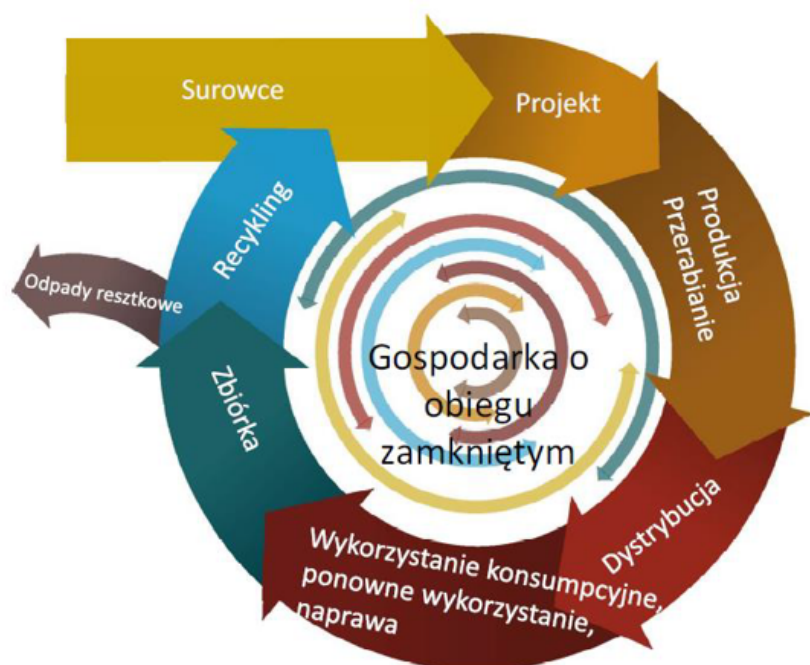 Surowce
Projekt
Produkcja
Przerabianie
Dystrybucja
Wykorzystanie konsumpcyjne,
ponowne wykorzystanie,
naprawa
Zbiórka
Recykling
Odpady resztkowe
Gospodarka o
obiegu
zamkniętym